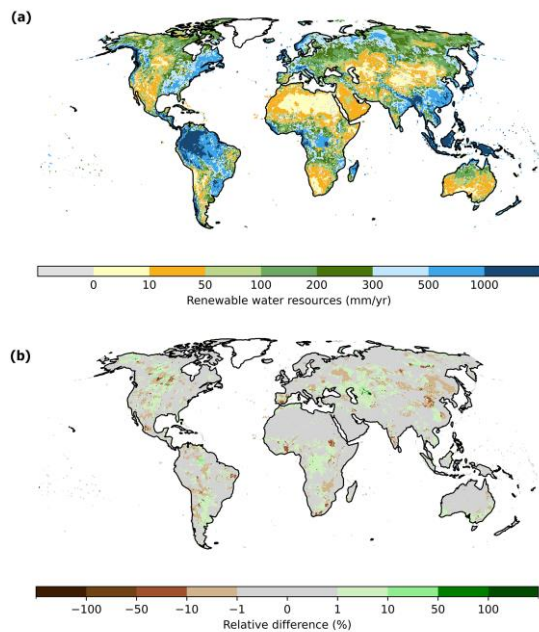 (a)
0 10 50 100 200 300 500 1000
Renewable water resources (mm/yr)
(b)
−100 −50 −10 −1 0 1 10 50 100
Relative difference (%)